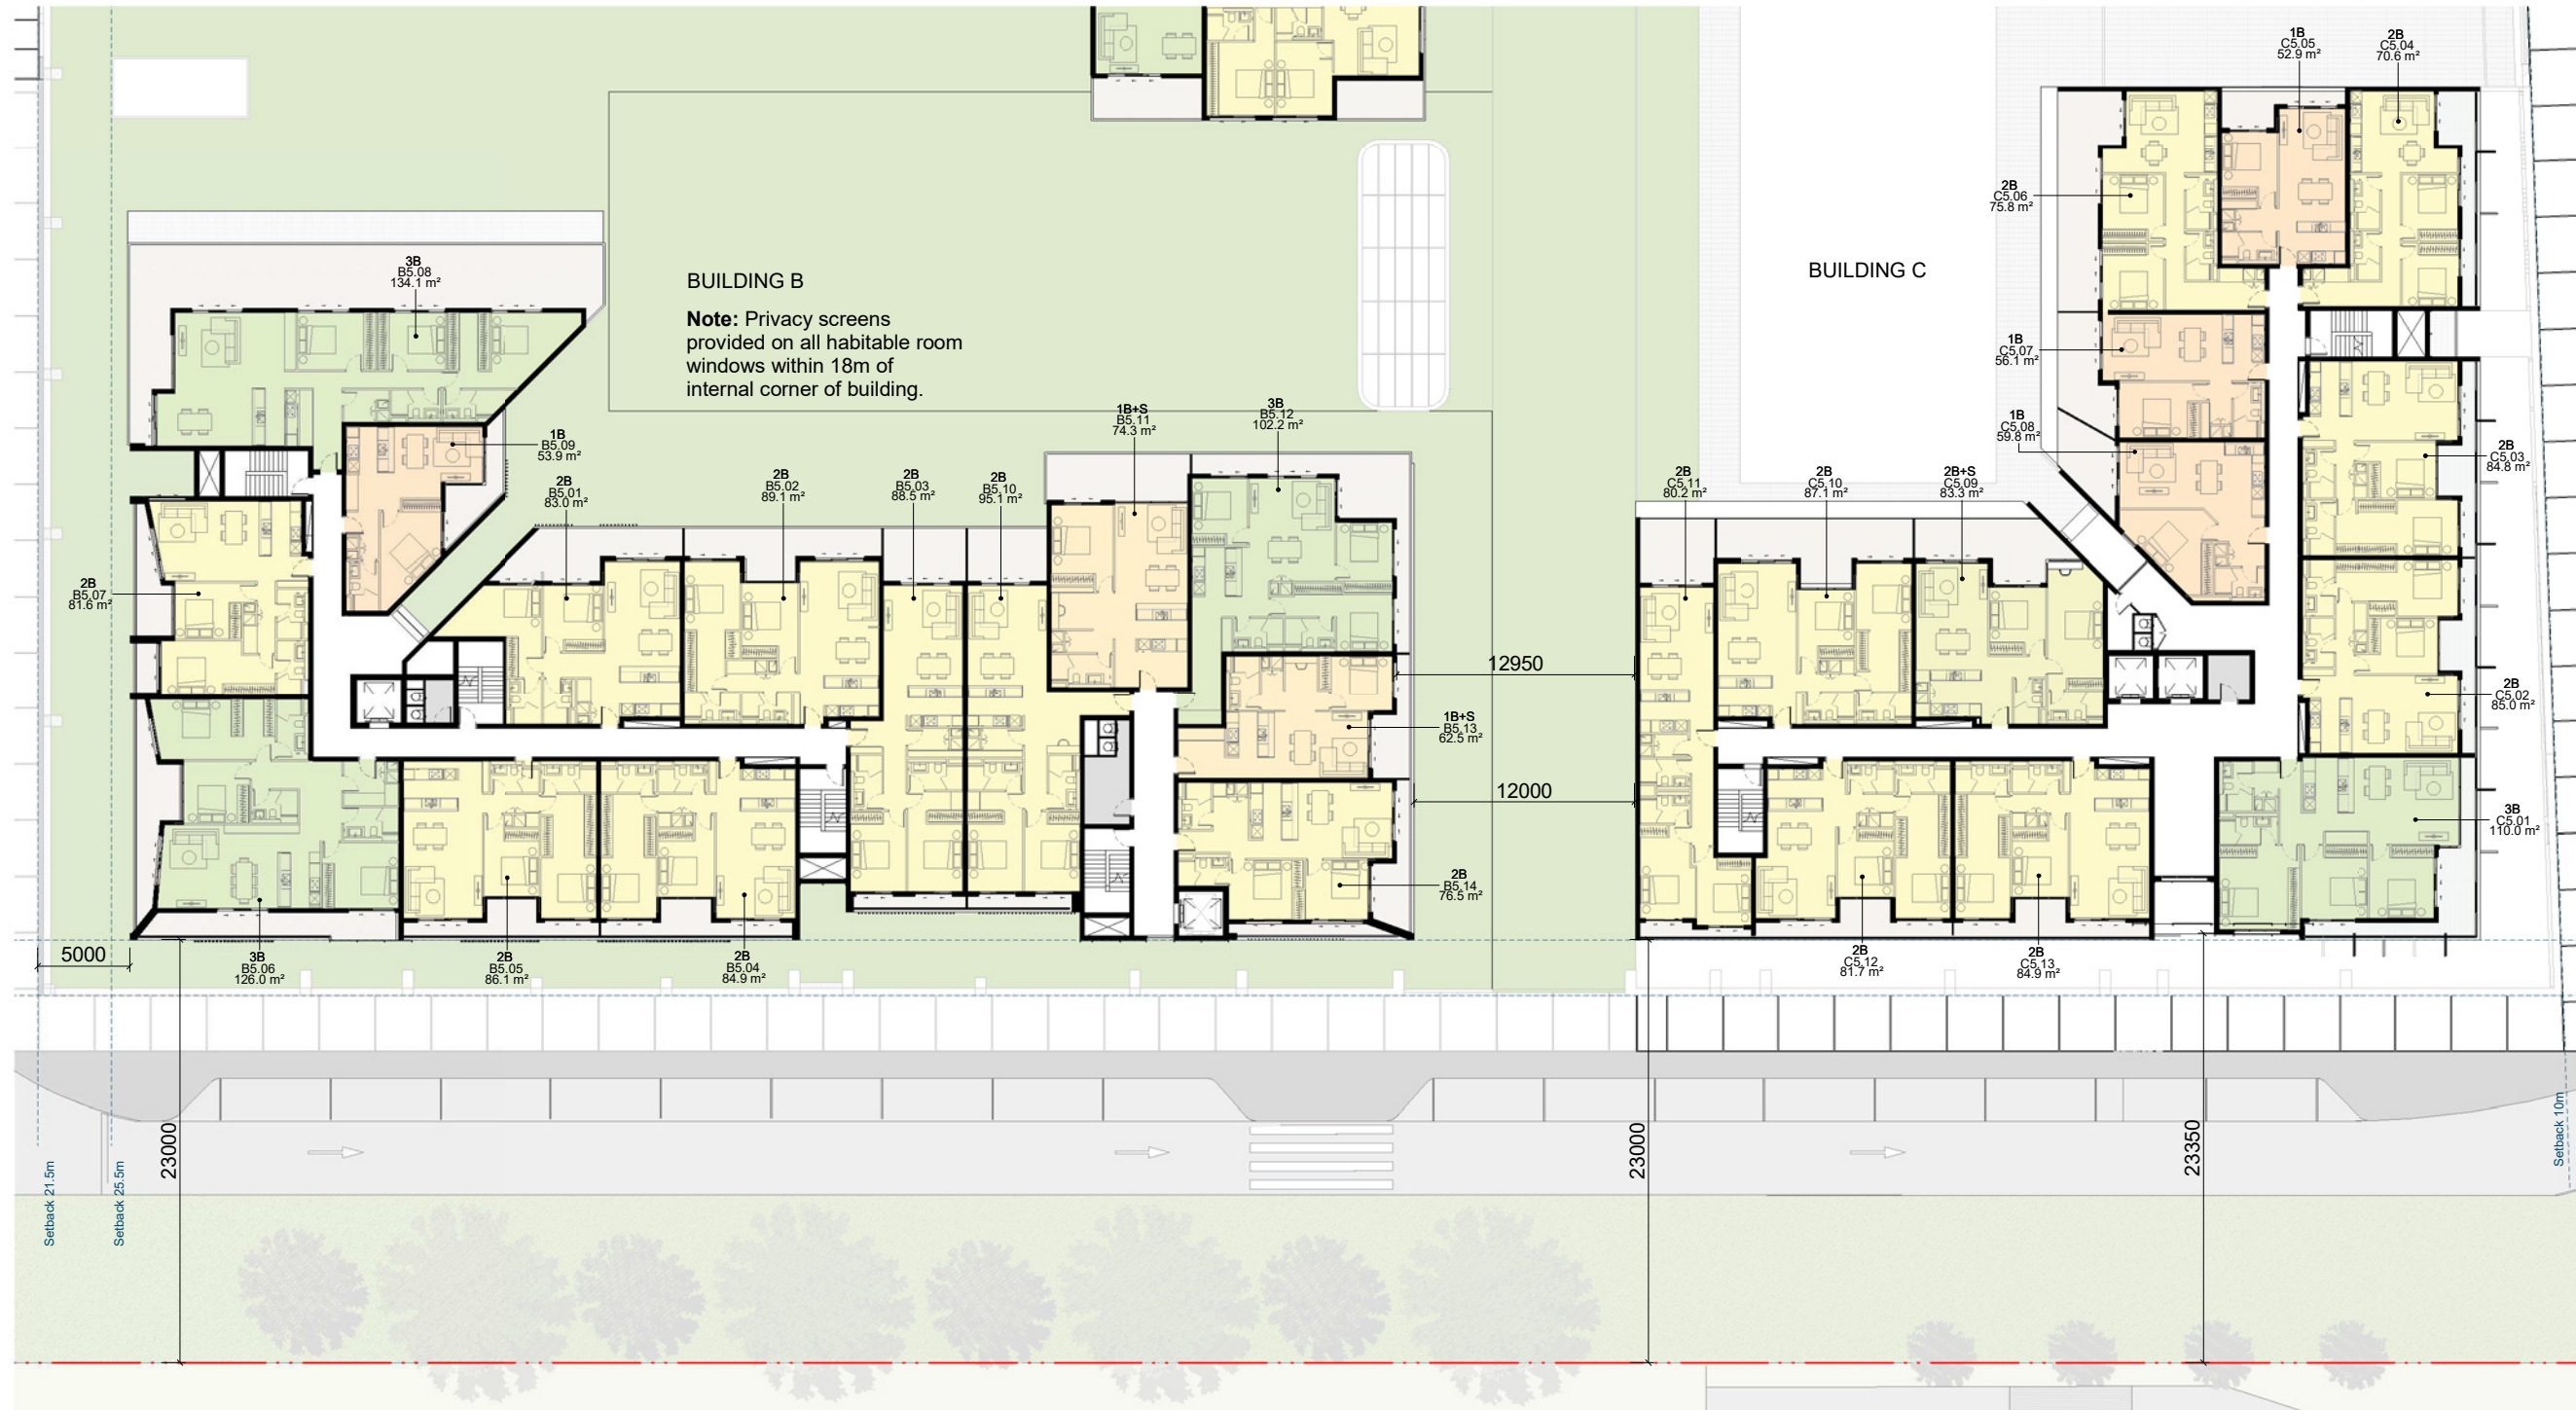 1B
C5.05
52.9 m²
2B
C5.04
70.6 m²
2B
C5.06
75.8 m²
3B
B5.08
134.1 m²
BUILDING B
Note: Privacy screens
provided on all habitable room
windows within 18m of
internal corner of building.
BUILDING C
1B
C5.07
56.1 m²
1B
C5.08
59.8 m²
1B
B5.09
53.9 m²
1B+S
B5.11
74.3 m²
3B
B5.12
102.2 m²
2B
C5.03
84.8 m²
2B
B5.01
83.0 m²
2B
B5.02
89.1 m²
2B
B5.03
88.5 m²
2B
B5.10
95.1 m²
2B
C5.11
80.2 m²
2B
C5.10
87.1 m²
2B+S
C5.09
83.3 m²
2B
B5.07
81.6 m²
12950
2B
C5.02
85.0 m²
1B+S
B5.13
62.5 m²
12000
3B
C5.01
110.0 m²
2B
B5.14
76.5 m²
5000
3B
B5.06
126.0 m²
2B
B5.05
86.1 m²
2B
B5.04
84.9 m²
2B
C5.12
81.7 m²
2B
C5.13
84.9 m²
23000
23000
23350
Setback 21.5m
Setback 25.5m
Setback 10m